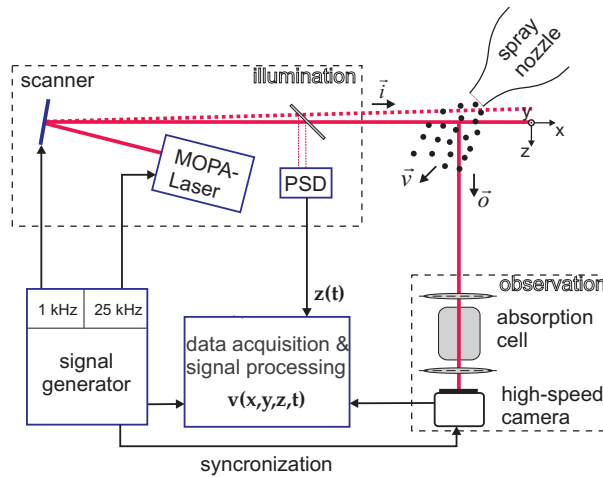 scanner
illumination
spray
nozzle
i
y
x
z
MOPA-
Laser
PSD
v
o
z(t)
observation
1 kHz
25 kHz
signal
generator
data acquisition &
signal processing
v(x,y,z,t)
absorption
cell
high-speed
camera
syncronization